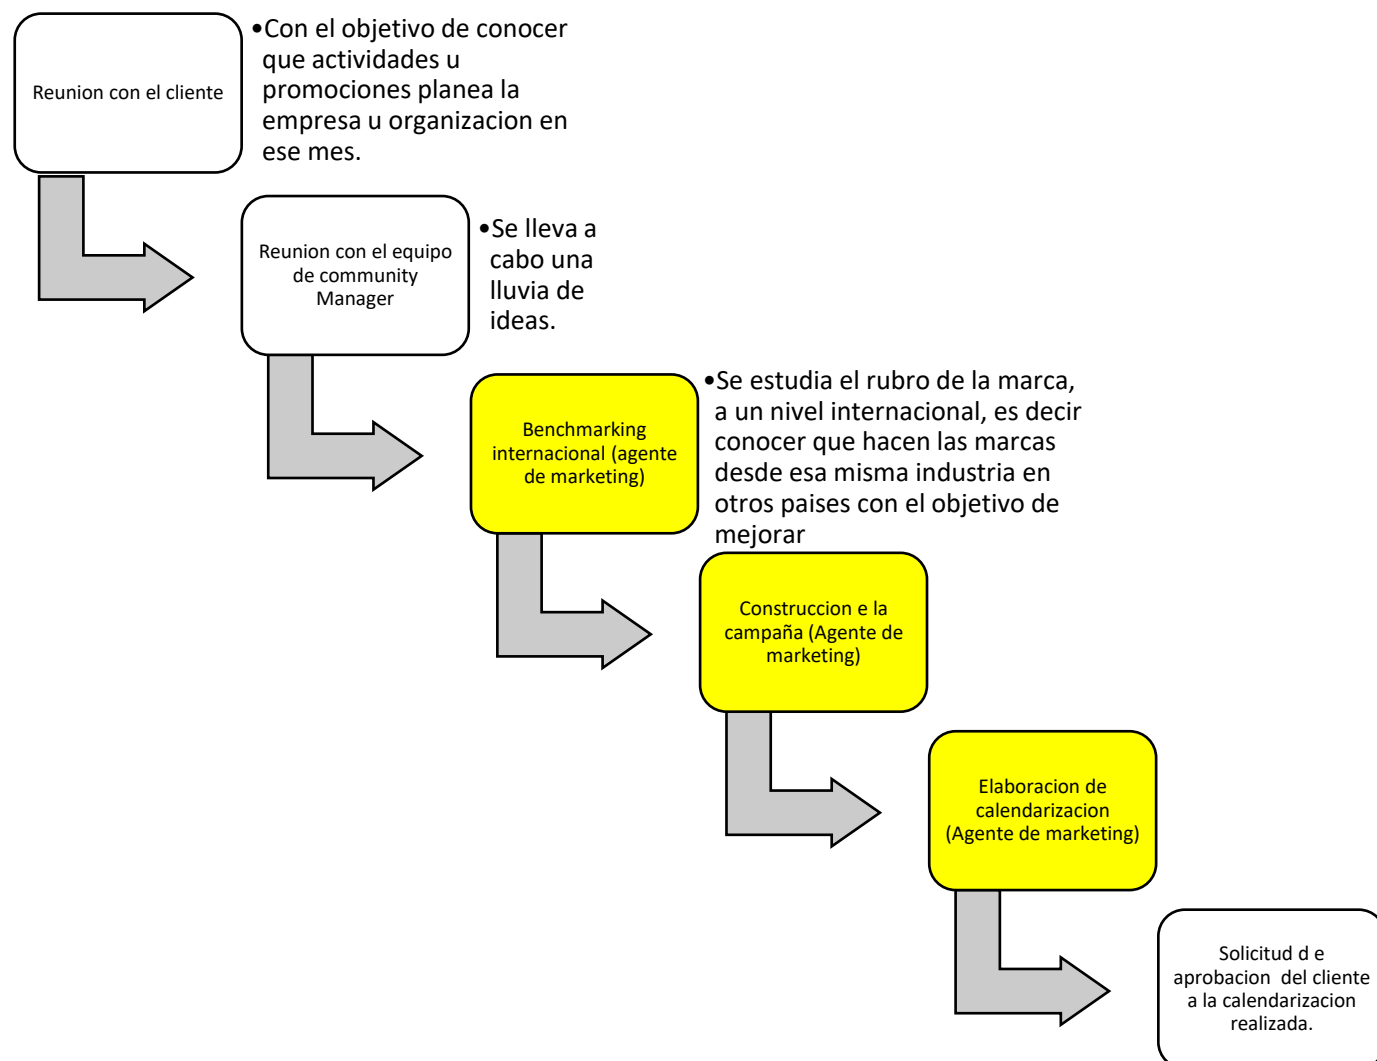 Reunion con el cliente
•Con el objetivo de conocer
que actividades u
promociones planea la
empresa u organizacion en
ese mes.
Reunion con el equipo
de community
Manager
•Se lleva a
cabo una
lluvia de
ideas.
Benchmarking
internacional (agente
de marketing)
•Se estudia el rubro de la marca,
a un nivel internacional, es decir
conocer que hacen las marcas
desde esa misma industria en
otros paises con el objetivo de
mejorar
Construccion e la
campaña (Agente de
marketing)
Elaboracion de
calendarizacion
(Agente de marketing)
Solicitud d e
aprobacion  del cliente
a la calendarizacion
realizada.